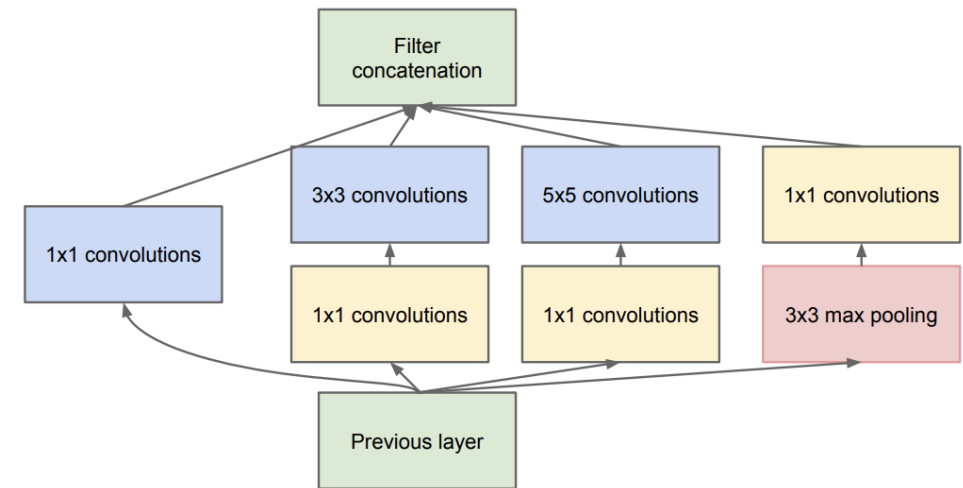 Filter
concatenation
3x3 convolutions
5x5 convolutions
1x1 convolutions
1x1 convolutions
1x1 convolutions
1x1 convolutions
3x3 max pooling
Previous layer